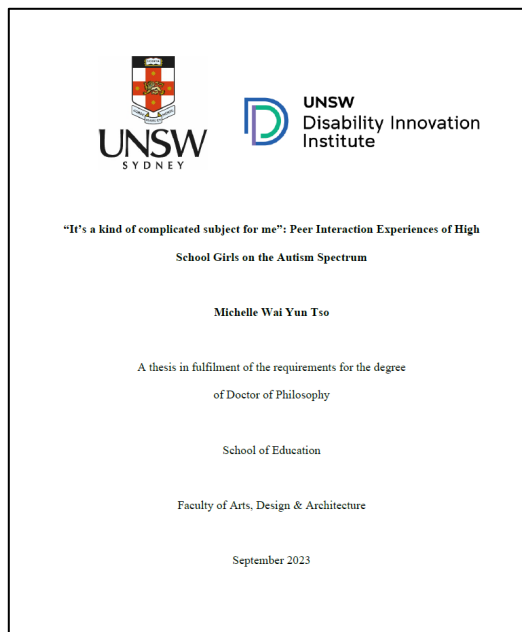 UNSW
SYDNEY
UNSW
Disability Innovation
Institute
“It’s a kind of complicated subject for me”: Peer Interaction Experiences of High
School Girls on the Autism Spectrum
Michelle Wai Yun Tso
A thesis in fulfilment of the requirements for the degree
of Doctor of Philosophy
School of Education
Faculty of Arts, Design & Architecture
September 2023